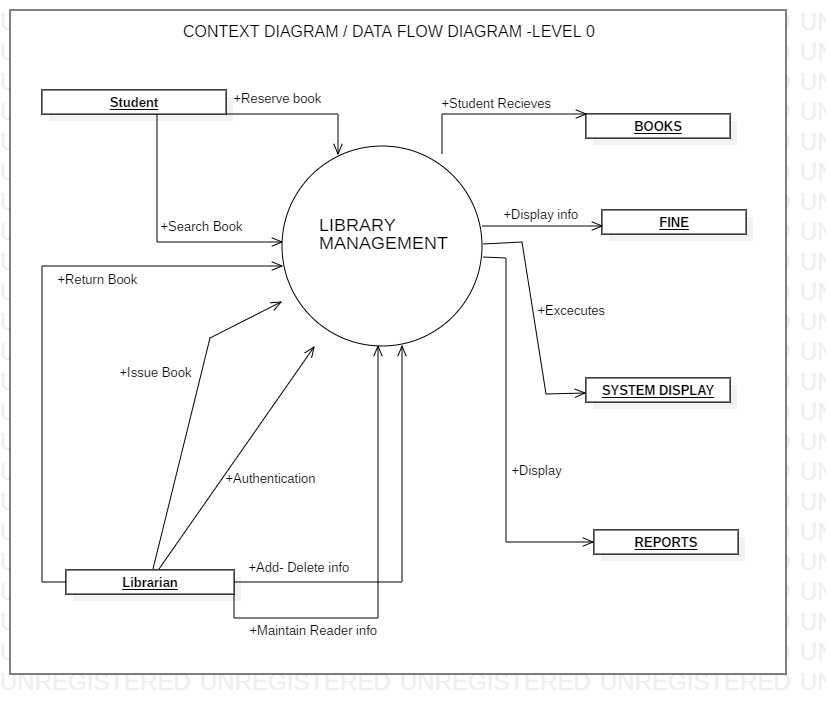 CONTEXT DIAGRAM / DATA FLOW DIAGRAM -LEVEL 0
Student
+Reserve book
+Student Recieves
BOOKS
+Search Book
LIBRARY
MANAGEMENT
+Display info
FINE
+Return Book
+Excecutes
+Issue Book
SYSTEM DISPLAY
+Authentication
+Display
REPORTS
Librarian
+Add- Delete info
+Maintain Reader info
UNREGISTERED UNREGISTERED UNREGISTERED UNREGISTERED